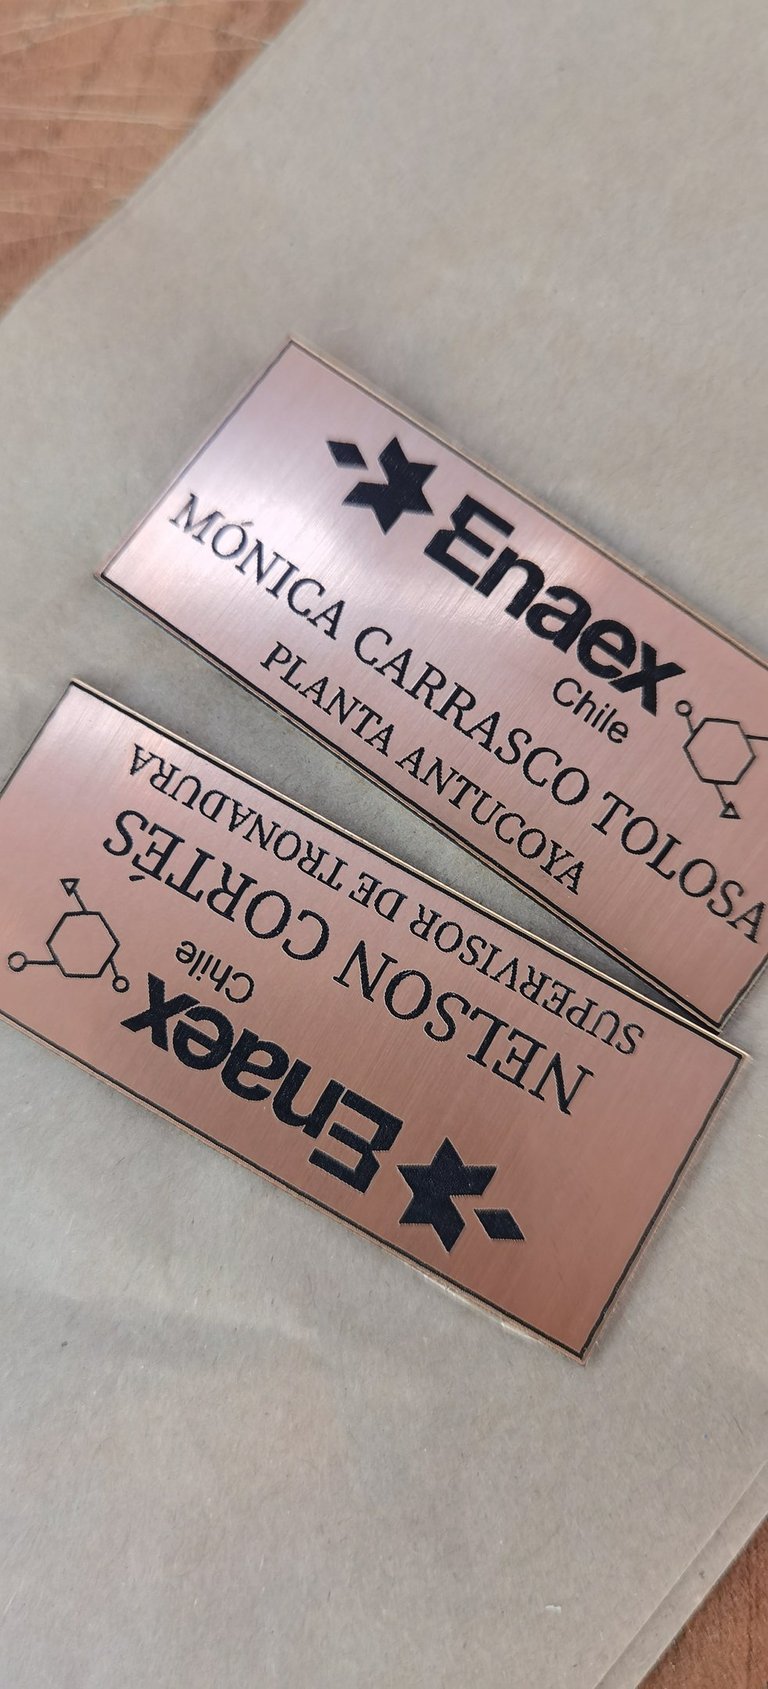 Enaex
Chile
MÓNICA CARRASCO TOLOSA
PLANTA ANTUCOYA
Enaex
Chile
NELSON CORTÉS
SUPERVISOR DE TRONADURA